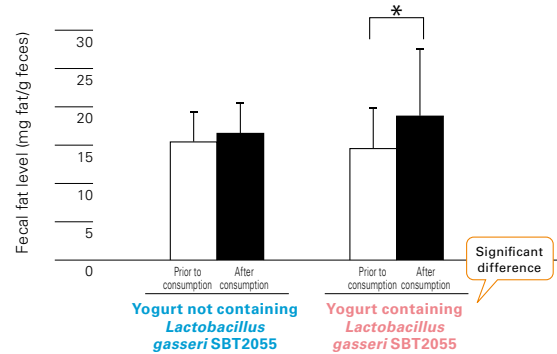 Fecal fat level (mg fat/g feces)
30
25
20
15
10
5
0
*
Prior to
consumption
After
consumption
Prior to
consumption
After
consumption
Yogurt not containing
Lactobacillus
gasseri SBT2055
Yogurt containing
Lactobacillus
gasseri SBT2055
Significant
difference